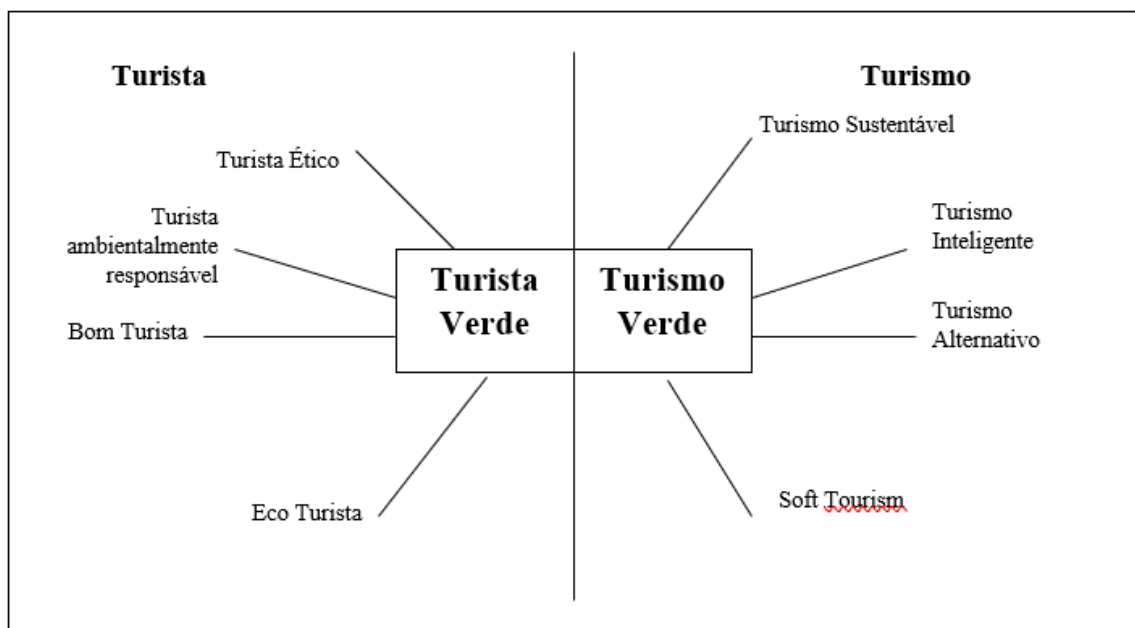 Turista
Turismo
Turismo Sustentável
Turista Ético
Turista
ambientalmente
responsável
Turismo
Inteligente
Turista
Verde
Turismo
Verde
Bom Turista
Turismo
Alternativo
Eco Turista
Soft Tourism